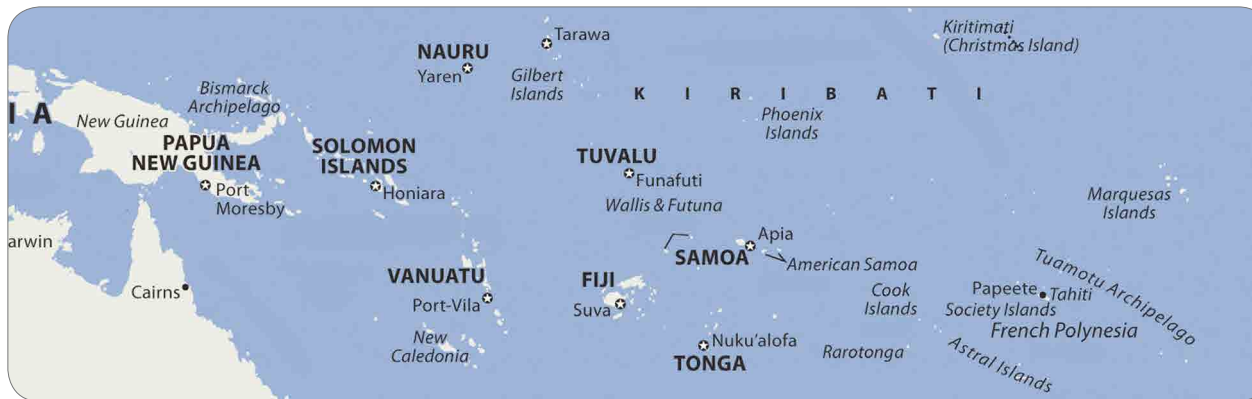 Kiritimati
(Christmas Island)
Tarawa
NAURU
Yaren
Gilbert
Islands
Bismarck
Archipelago
K I R I B A T I
I A
Phoenix
Islands
New Guinea
PAPUA
NEW GUINEA
SOLOMON
ISLANDS
TUVALU
Funafuti
Port
Moresby
Honiara
Wallis & Futuna
Marquesas
Islands
arwin
Apia
SAMOA
American Samoa
Tuamotu Archipelago
VANUATU
FIJI
Cairns
Port-Vila
Suva
Cook
Islands
Papeete
Tahiti
Society Islands
French Polynesia
New
Caledonia
Nuku'alofa
TONGA
Rarotonga
Astral Islands